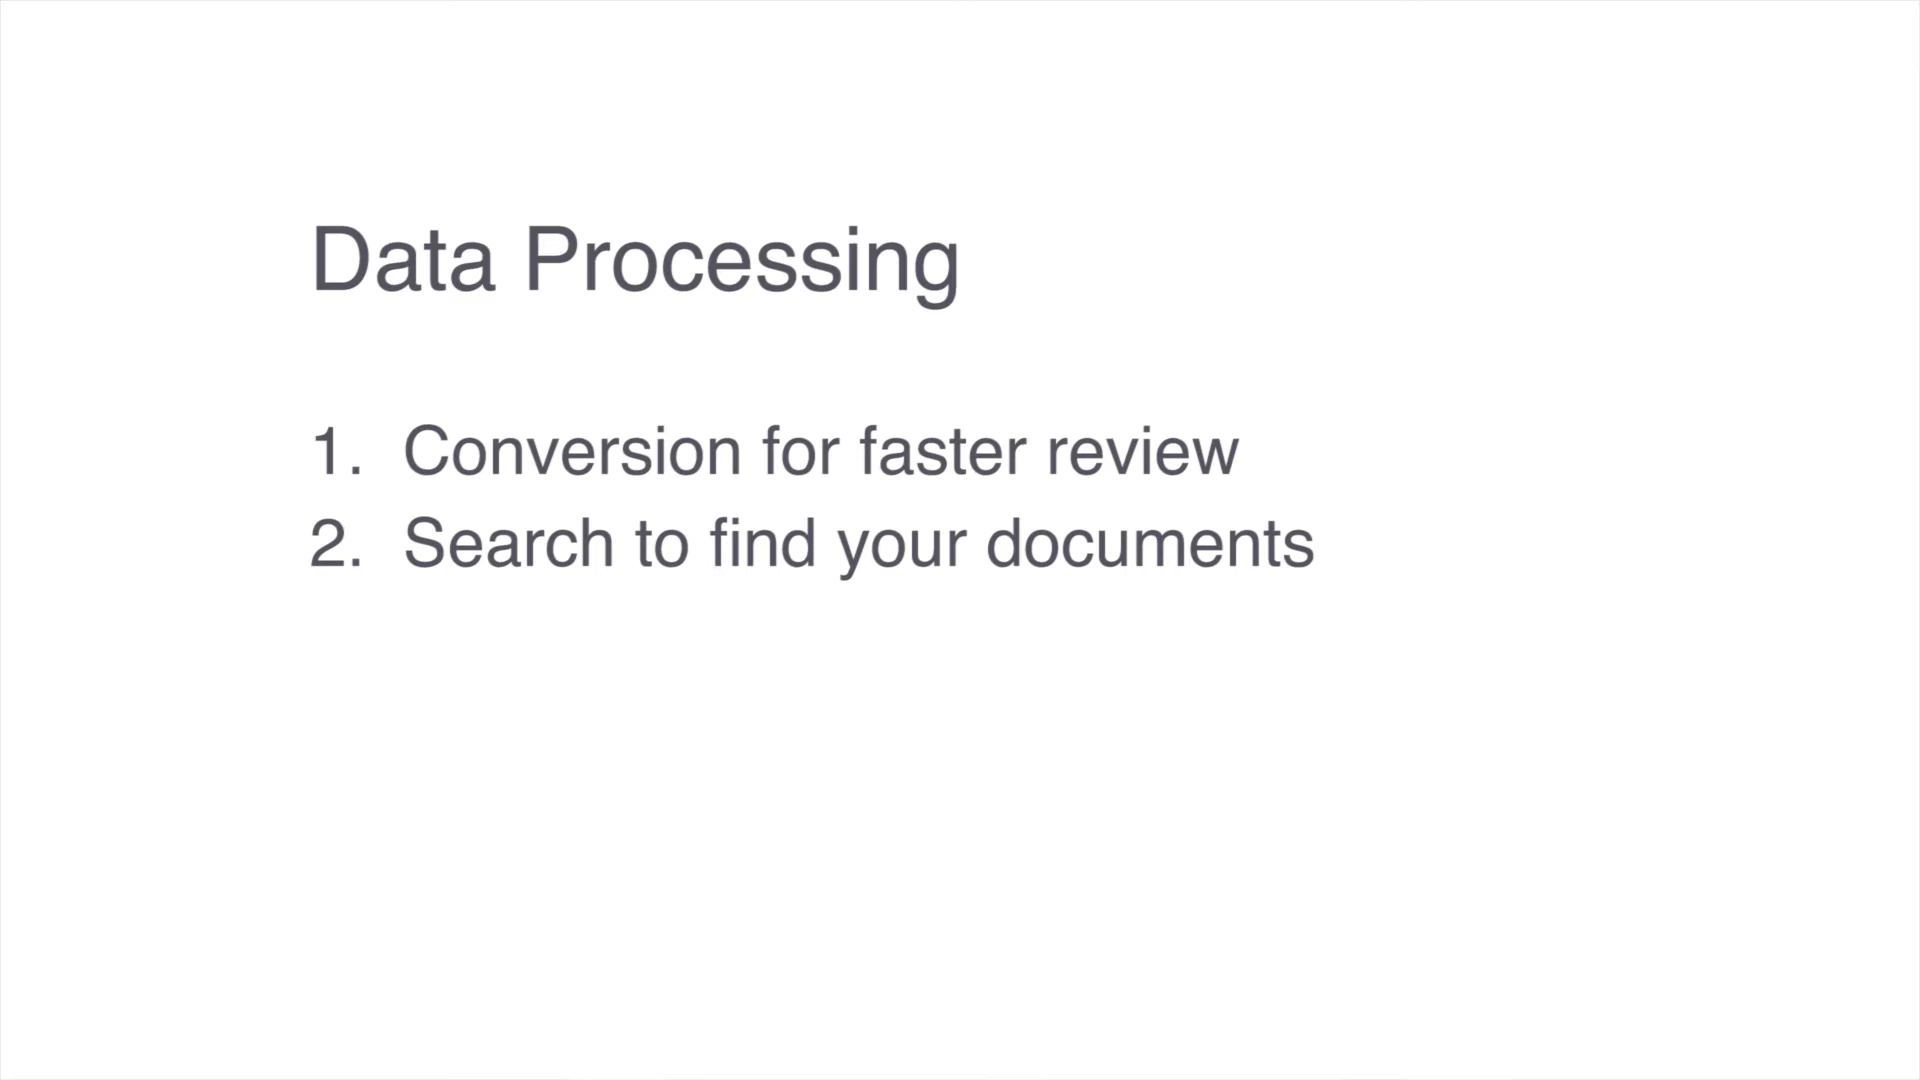 Data Processing
1. Conversion for faster review
2. Search to find your documents